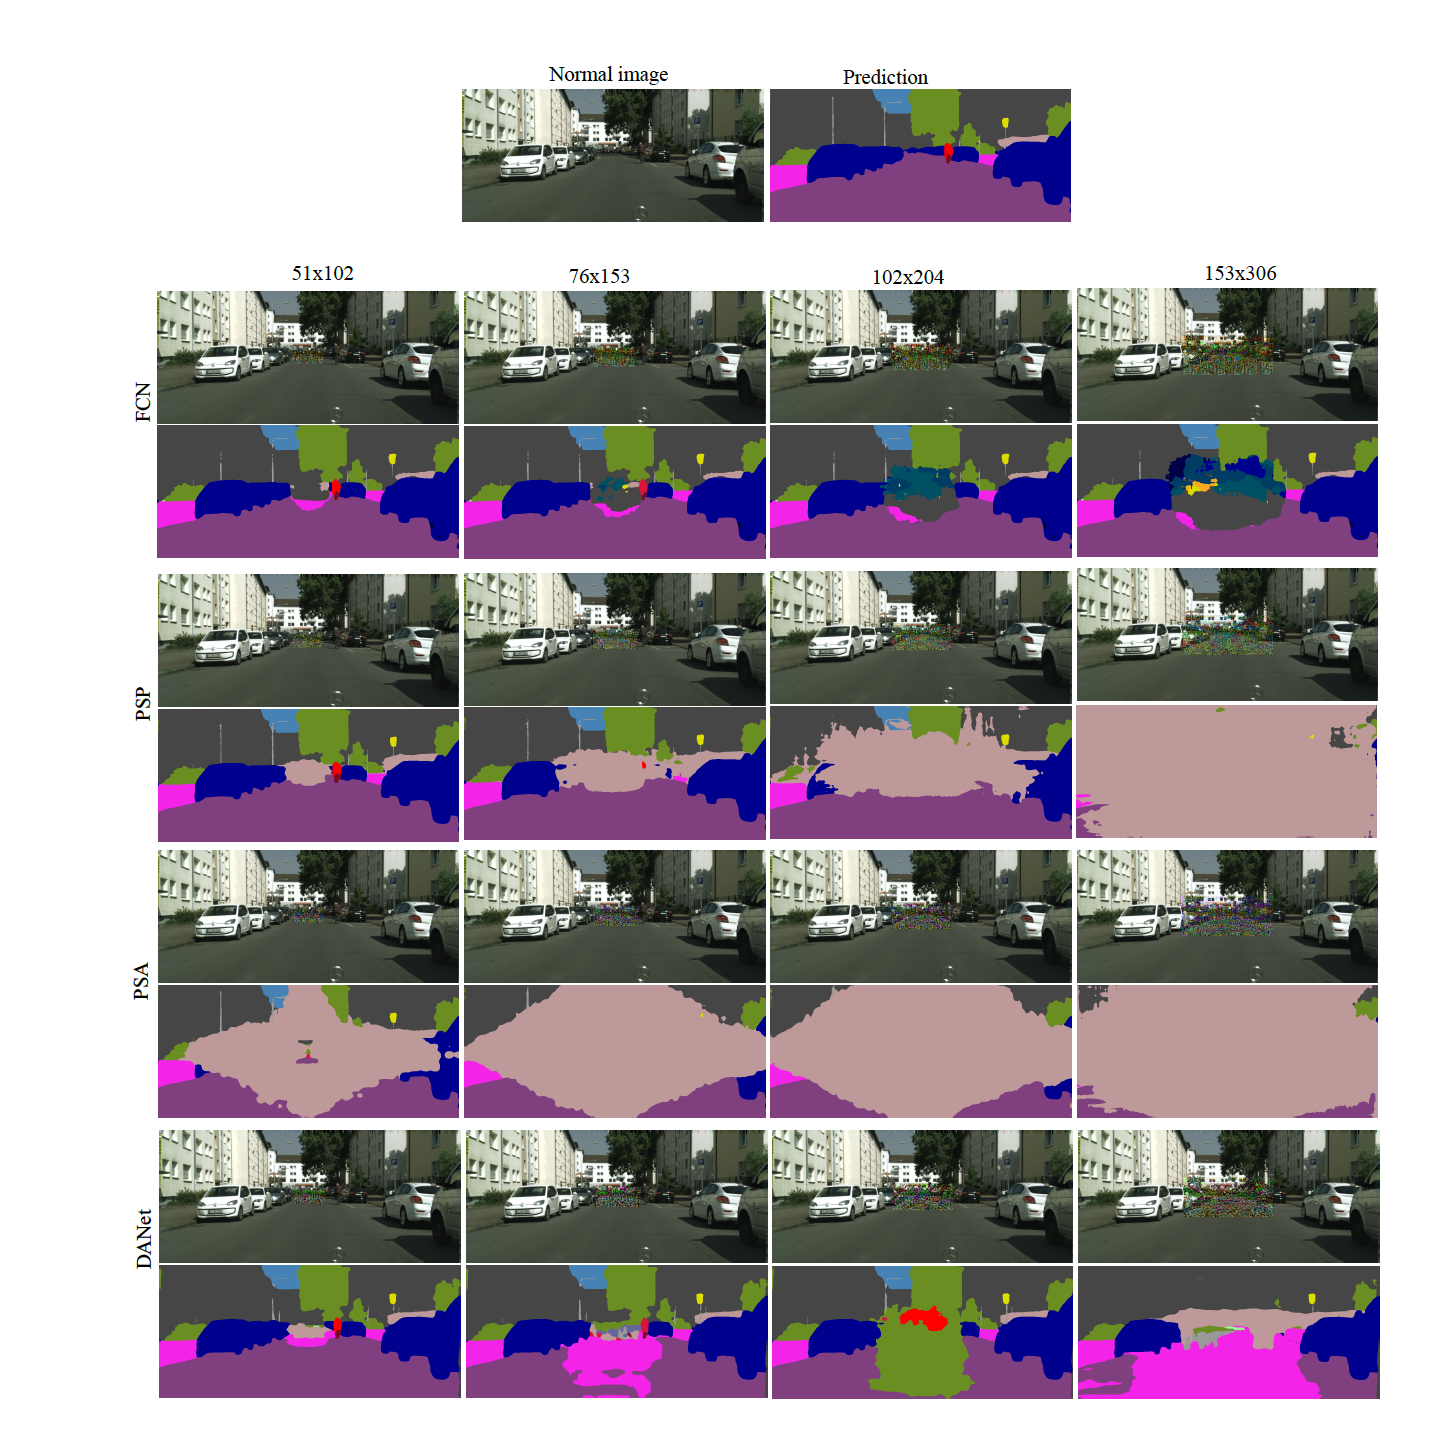 Normal image
Prediction
51x102
76x153
102x204
153x306
FCN
PSP
PSA
DANet